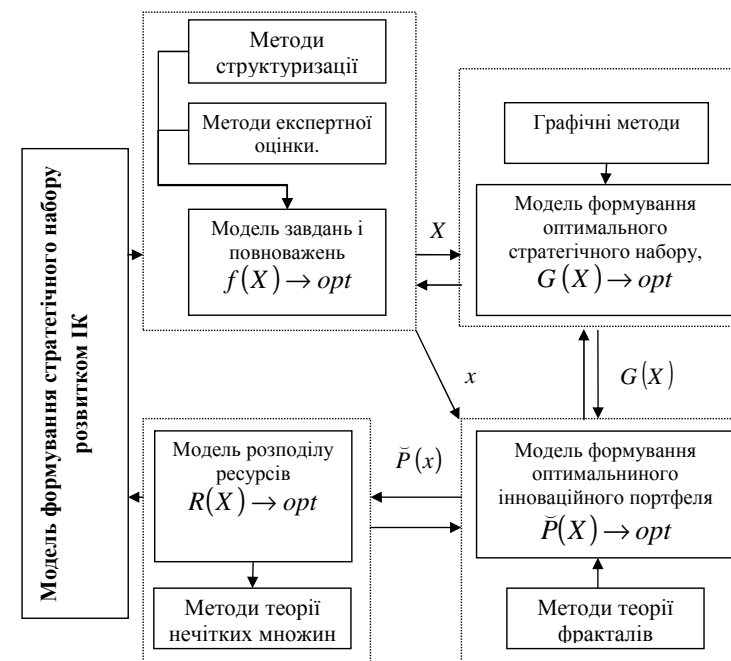 Модель формування стратегічного набору
розвитком ІК
Методи
структуризації
Методи експертної
оцінки.
Модель завдань і
повноважень
f(X) → opt
X
Графічні методи
Модель формування
оптимального
стратегічного набору,
G(X) → opt
x
G(X)
Модель розподілу
ресурсів
R(X) → opt
Методи теорії
нечітких множин
P̆(x)
Модель формування
оптимальниного
інноваційного портфеля
P̆(X) → opt
Методи теорії
фракталів